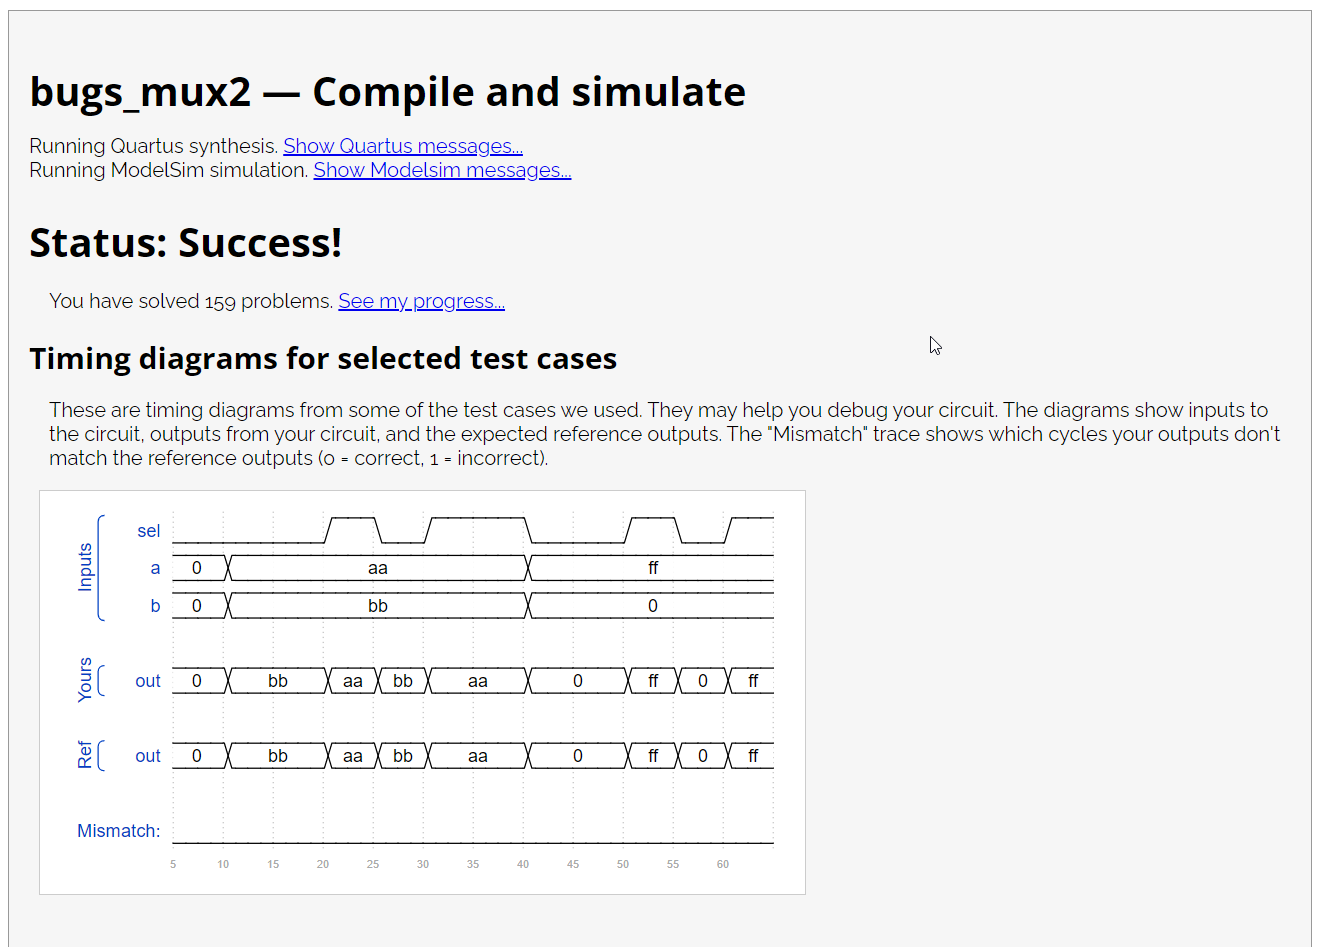 bugs_mux2 — Compile and simulate
Running Quartus synthesis. Show Quartus messages...
Running ModelSim simulation. Show Modelsim messages...
Status: Success!
You have solved 159 problems. See my progress...
Timing diagrams for selected test cases
These are timing diagrams from some of the test cases we used. They may help you debug your circuit. The diagrams show inputs to
the circuit, outputs from your circuit, and the expected reference outputs. The "Mismatch" trace shows which cycles your outputs don't
match the reference outputs (0 = correct, 1 = incorrect).
Inputs
sel
a 0 aa ff
b 0 bb 0
Yours
out 0 bb aa bb aa 0 ff 0 ff
Ref
out 0 bb aa bb aa 0 ff 0 ff
Mismatch:
5 10 15 20 25 30 35 40 45 50 55 60